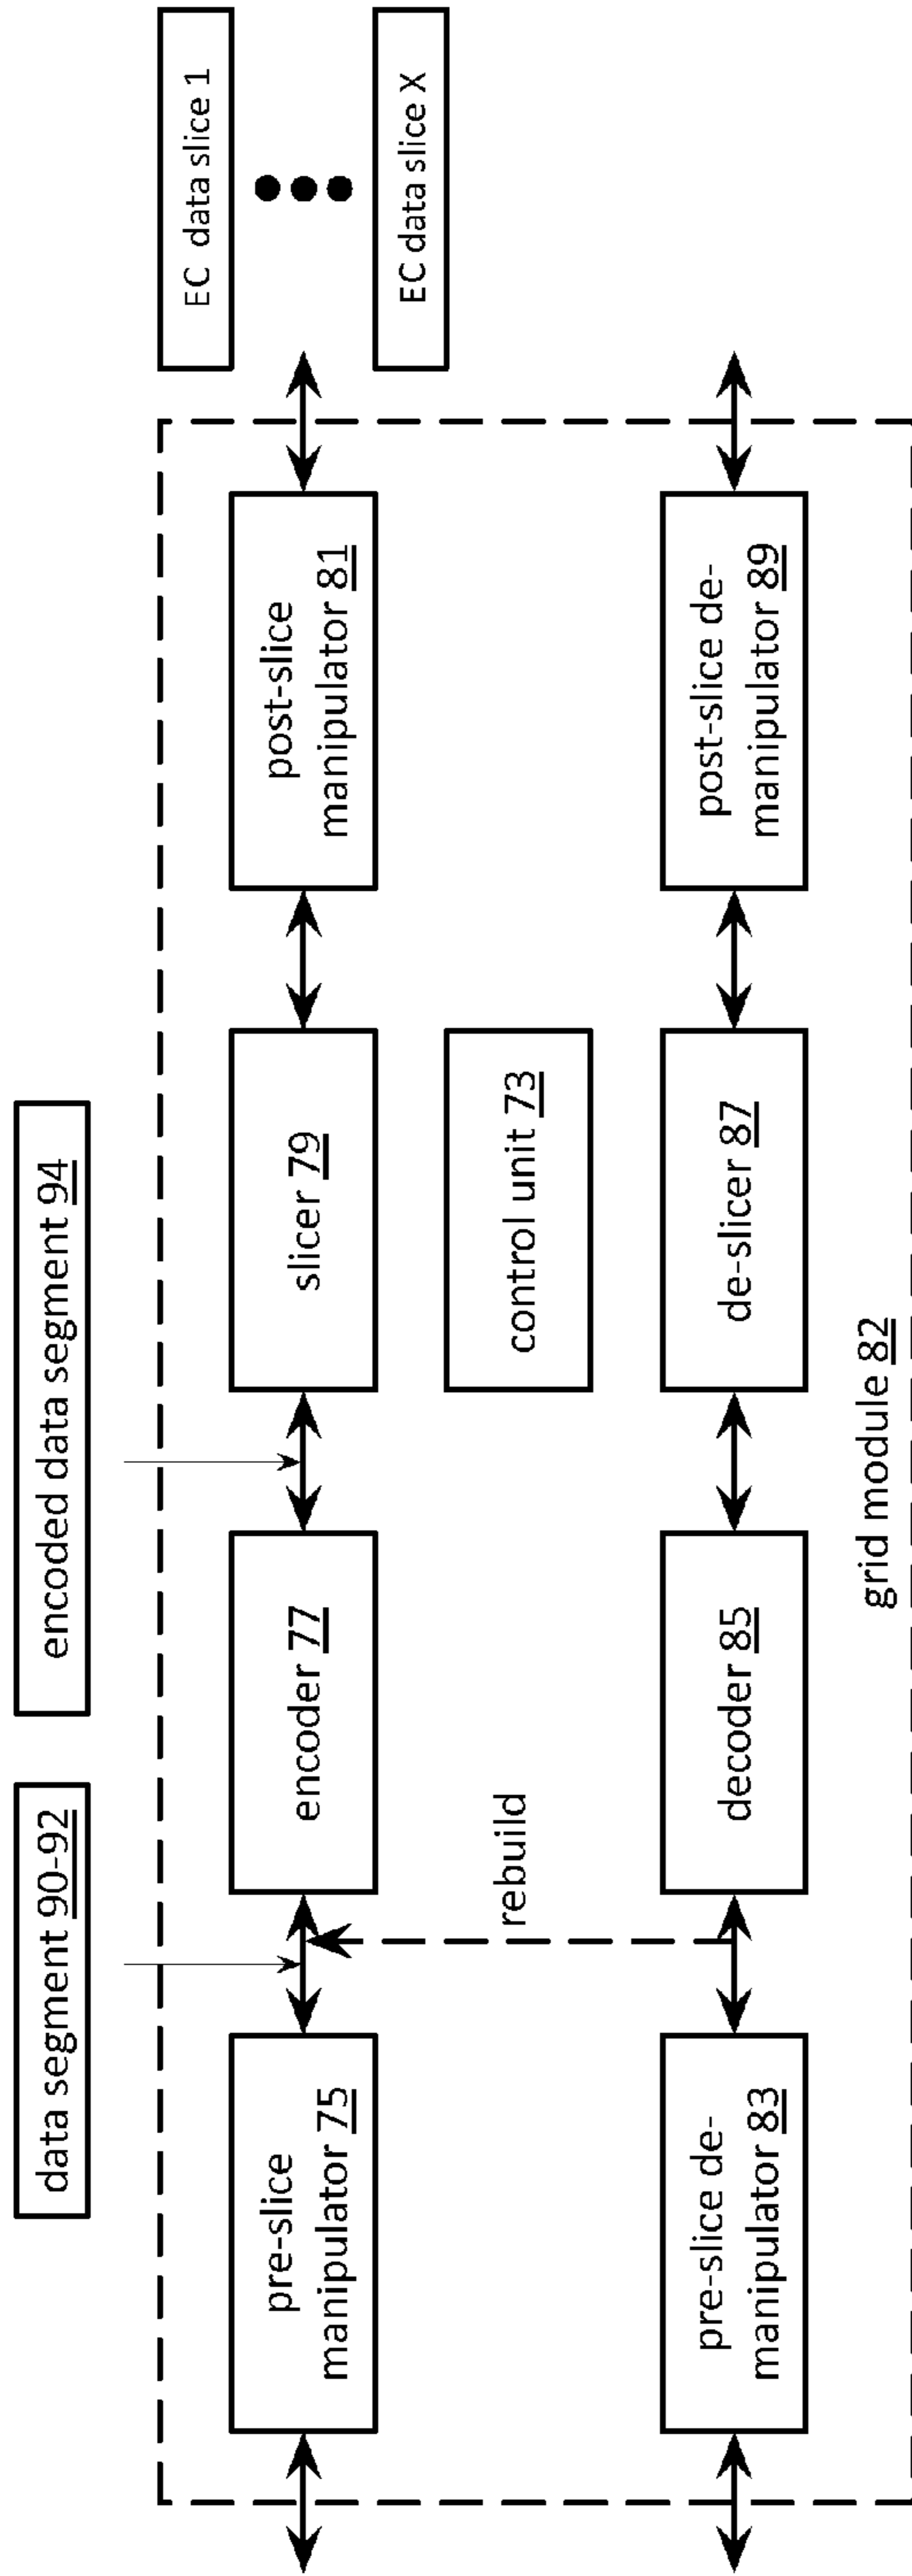 data segment 90-92
encoded data segment 94
EC data slice 1
EC data slice X
pre-slice
manipulator 75
encoder 77
slicer 79
post-slice
manipulator 81
rebuild
control unit 73
pre-slice de-
manipulator 83
decoder 85
de-slicer 87
post-slice de-
manipulator 89
grid module 82